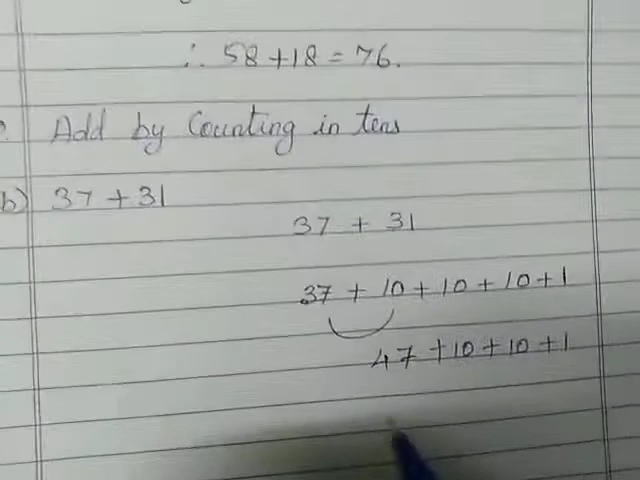 ∴ 58 + 18 = 76.
Add by Counting in tens
b) 37 + 31
37 + 31
37 + 10 + 10 + 10 + 1
47 + 10 + 10 + 1